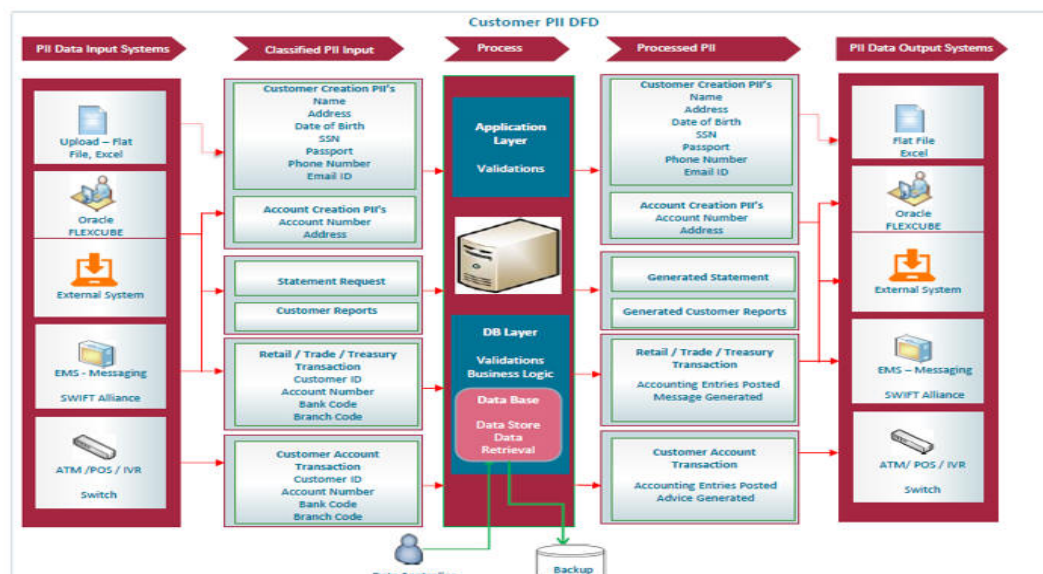 Customer PII DFD
PII Data Input Systems
Classified PII Input
Process
Processed PII
PII Data Output Systems
Upload – Flat
File, Excel
Oracle
FLEXCUBE
External System
EMS - Messaging
SWIFT Alliance
ATM /POS / IVR
Switch
Customer Creation PII's
Name
Address
Date of Birth
SSN
Passport
Phone Number
Email ID
Account Creation PII's
Account Number
Address
Statement Request
Customer Reports
Retail / Trade / Treasury
Transaction
Customer ID
Account Number
Bank Code
Branch Code
Customer Account
Transaction
Customer ID
Account Number
Bank Code
Branch Code
Application
Layer
Validations
DB Layer
Validations
Business Logic
Data Base
Data Store
Data
Retrieval
Customer Creation PII's
Name
Address
Date of Birth
SSN
Passport
Phone Number
Email ID
Account Creation PII's
Account Number
Address
Generated Statement
Generated Customer Reports
Retail / Trade / Treasury
Transaction
Accounting Entries Posted
Message Generated
Customer Account
Transaction
Accounting Entries Posted
Advice Generated
Flat File
Excel
Oracle
FLEXCUBE
External System
EMS – Messaging
SWIFT Alliance
ATM/ POS / IVR
Switch
Backup